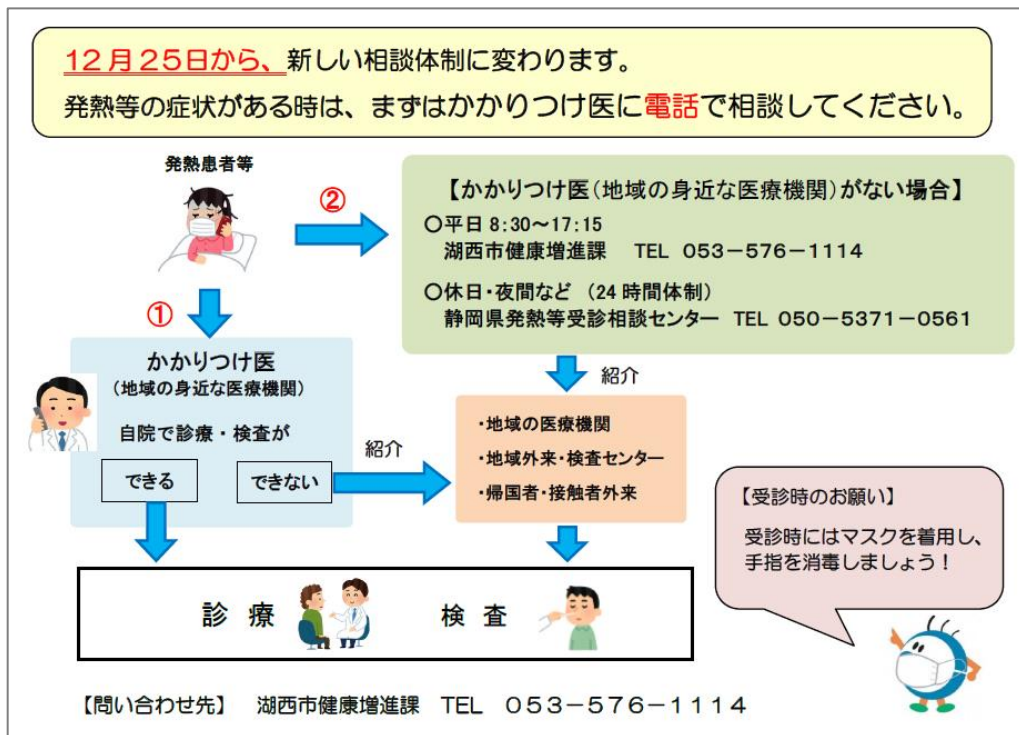 12月25日から、新しい相談体制に変わります。
発熱等の症状がある時は、まずはかかりつけ医に電話で相談してください。
発熱患者等
②
【かかりつけ医（地域の身近な医療機関）がない場合】
○平日 8:30～17:15
湖西市健康増進課　TEL 053－576－1114
○休日・夜間など （24時間体制）
静岡県発熱等受診相談センター　TEL 050－5371－0561
①
かかりつけ医
（地域の身近な医療機関）
自院で診療・検査が
できる
できない
紹介
紹介
・地域の医療機関
・地域外来・検査センター
・帰国者・接触者外来
【受診時のお願い】
受診時にはマスクを着用し、
手指を消毒しましょう！
診 療
検 査
【問い合わせ先】　湖西市健康増進課　TEL　053－576－1114